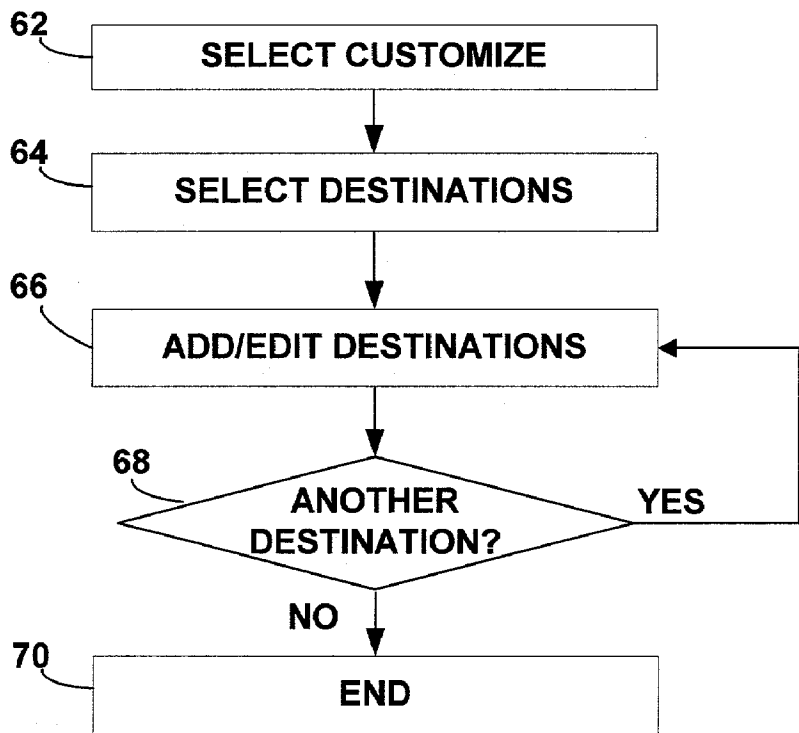 62
SELECT CUSTOMIZE
64
SELECT DESTINATIONS
66
ADD/EDIT DESTINATIONS
68
ANOTHER
DESTINATION?
YES
NO
70
END